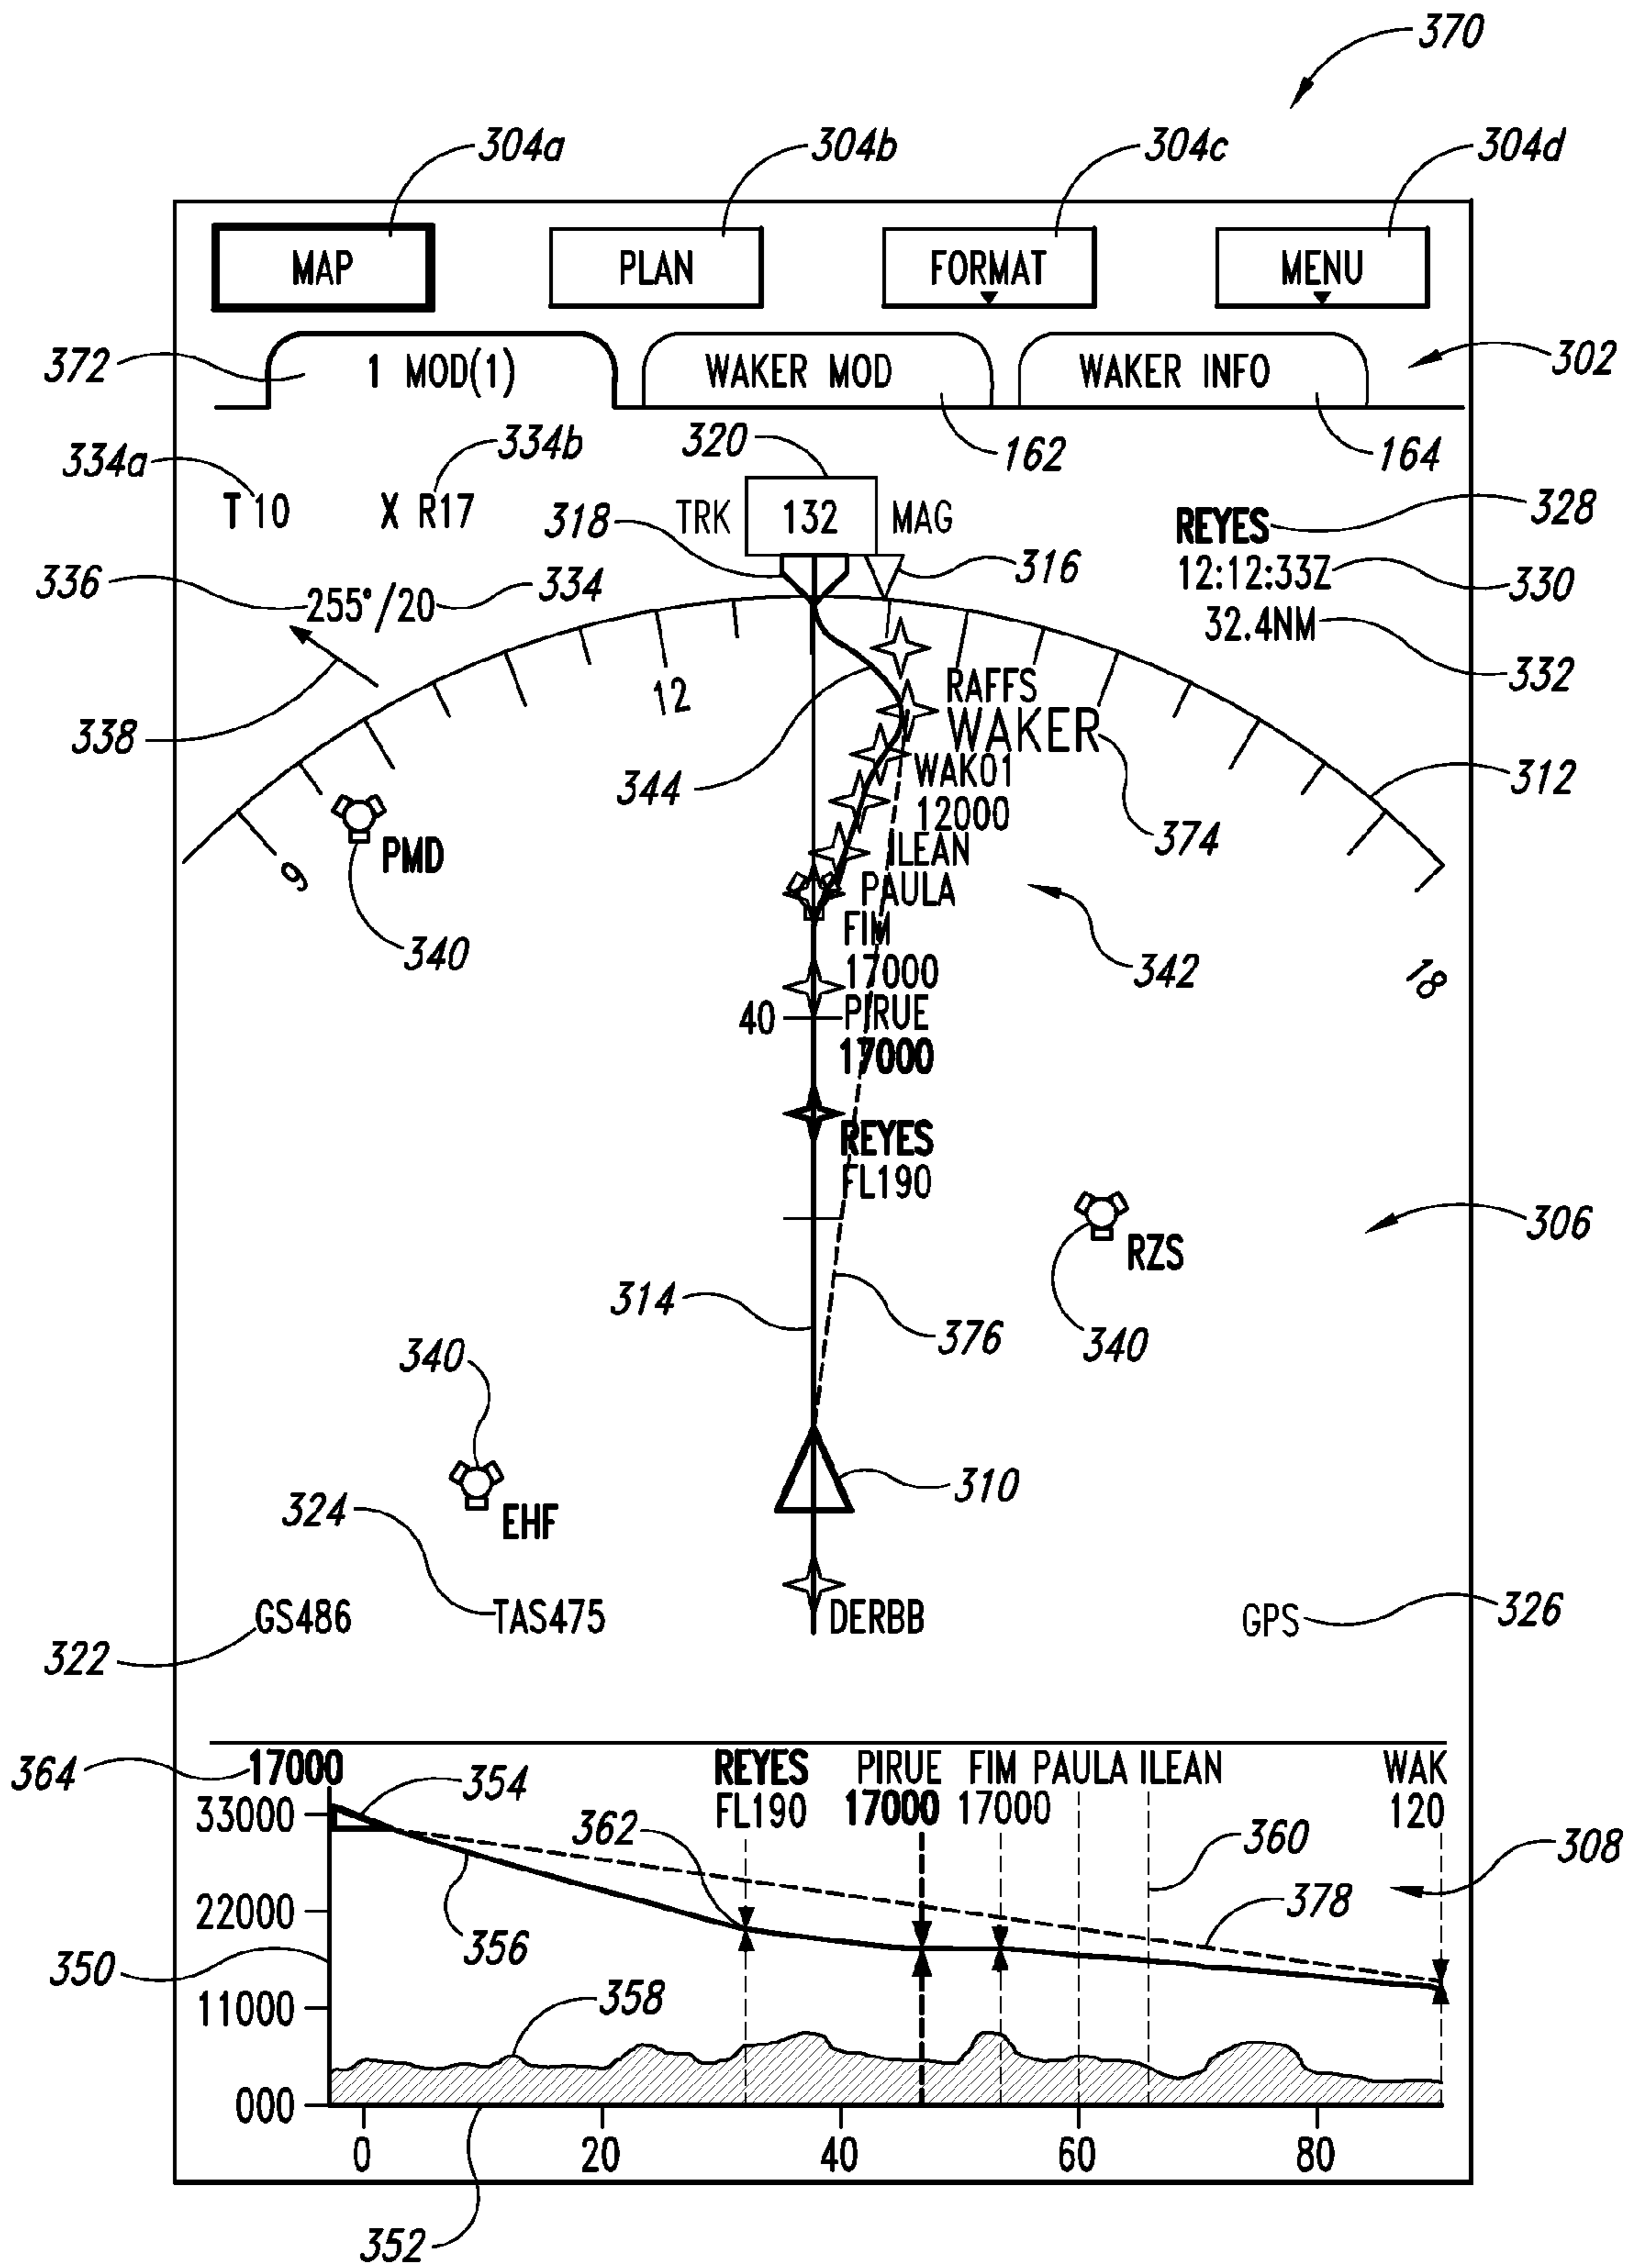 370
304a 304b 304c 304d
MAP PLAN FORMAT MENU
372 1 MOD(1) WAKER MOD WAKER INFO 302
334a 334b 320 162 164
T 10 X R17 318 TRK 132 MAG REYES 328
336 255°/20 334 316 12:12:33Z 330
32.4NM
332
12 RAFFS
338 WAKER
344 WAK01 312
12000 374
9 PMD ILEAN
PAULA
340 FIM 342
17000 18
40 PIRUE
17000
REYES
FL190 306
RZS
314
376 340
340
310
324 EHF
GS486 TAS475 DERBB GPS 326
322
364 17000 354 REYES PIRUE FIM PAULA ILEAN WAK
33000 FL190 17000 17000 120
362 360 308
22000 356 378
350
11000 358
000
0 20 40 60 80
352